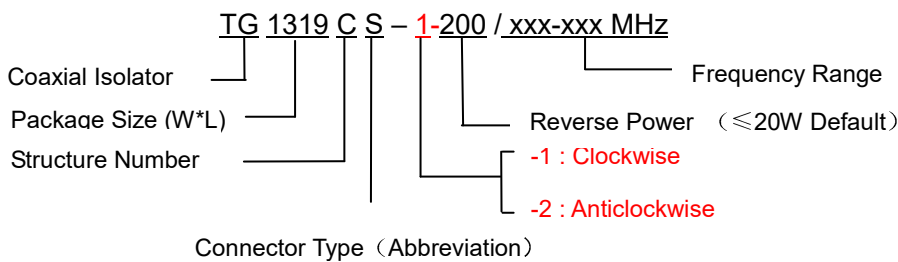 TG 1319 C S – 1-200 / xxx-xxx MHz
Coaxial Isolator
Frequency Range
Package Size (W*L)
Reverse Power （≤20W Default）
Structure Number
-1 : Clockwise
-2 : Anticlockwise
Connector Type（Abbreviation）